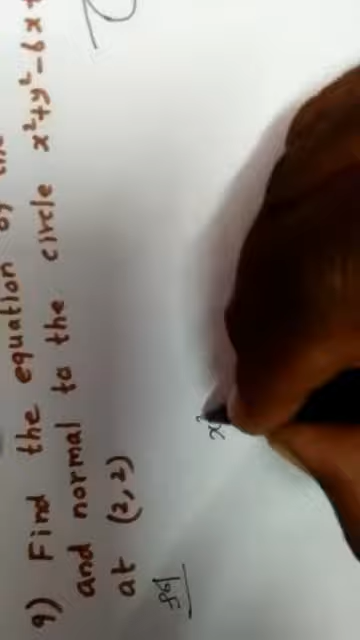 9) Find the equation of the
and normal to the circle x²+y²-6x+
at (2,2)
Sol
x²